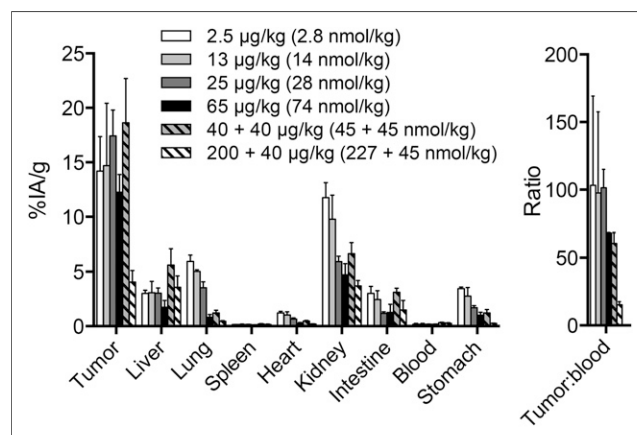 2.5 µg/kg (2.8 nmol/kg)
13 µg/kg (14 nmol/kg)
25 µg/kg (28 nmol/kg)
65 µg/kg (74 nmol/kg)
40 + 40 µg/kg (45 + 45 nmol/kg)
200 + 40 µg/kg (227 + 45 nmol/kg)
%IA/g
25
20
15
10
5
0
Tumor
Liver
Lung
Spleen
Heart
Kidney
Intestine
Blood
Stomach
Ratio
200
150
100
50
0
Tumor:blood